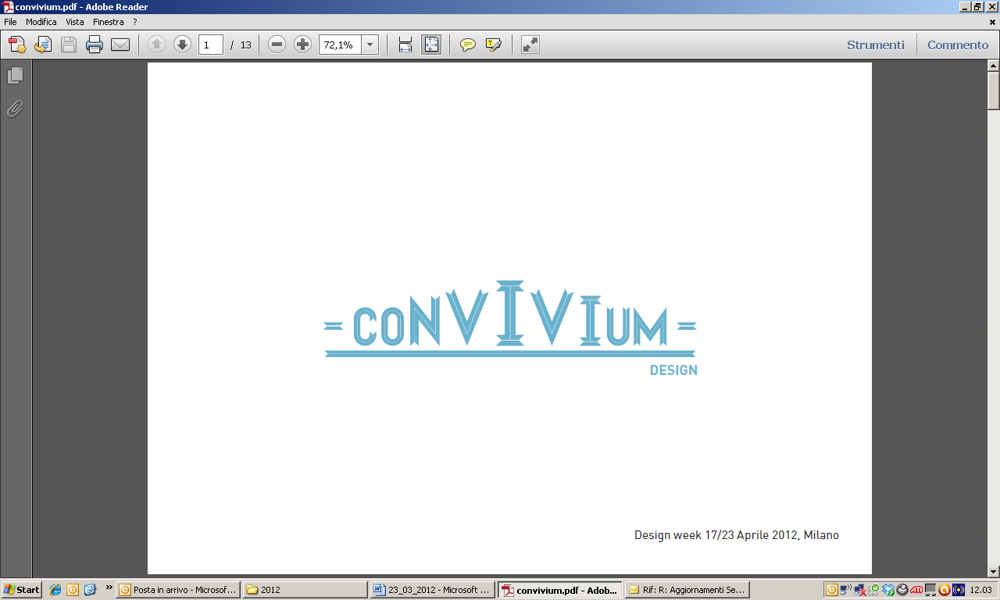 convivium.pdf - Adobe Reader
File Modifica Vista Finestra ?
1 / 13 72,1% Strumenti Commento
- CONVIVIUM -
DESIGN
Design week 17/23 Aprile 2012, Milano
Start Posta in arrivo - Microsof... 2012 23_03_2012 - Microsoft ... convivium.pdf - Adob... Rif: R: Aggiornamenti Se... 12.03